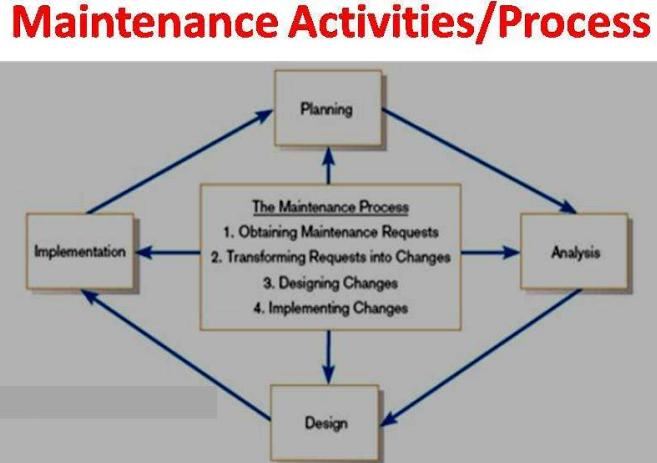 Maintenance Activities/Process
Planning
The Maintenance Process
1. Obtaining Maintenance Requests
2. Transforming Requests into Changes
3. Designing Changes
4. Implementing Changes
Implementation
Analysis
Design